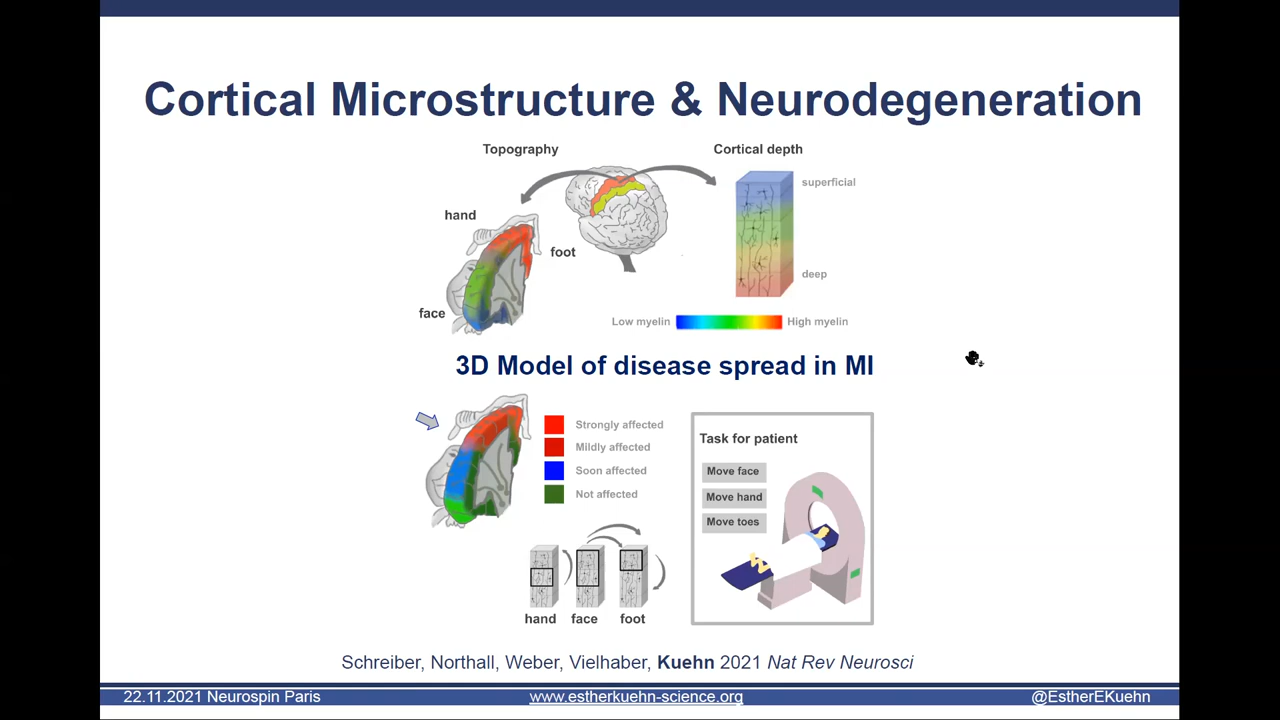 Cortical Microstructure & Neurodegeneration
Topography
Cortical depth
superficial
hand
foot
deep
face
Low myelin
High myelin
3D Model of disease spread in MI
Strongly affected
Mildly affected
Soon affected
Not affected
Task for patient
Move face
Move hand
Move toes
hand face foot
Schreiber, Northall, Weber, Vielhaber, Kuehn 2021 Nat Rev Neurosci
22.11.2021 Neurospin Paris
www.estherkuehn-science.org
@EstherEKuehn